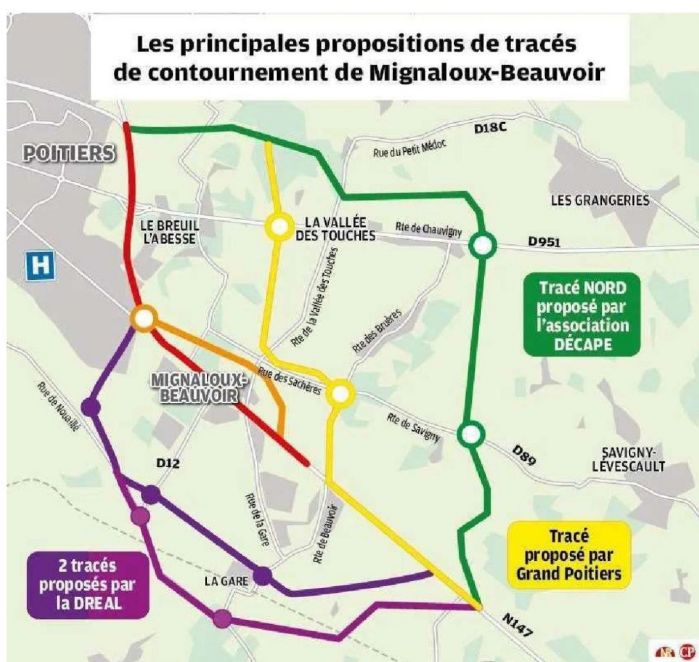 Les principales propositions de tracés
de contournement de Mignaloux-Beauvoir
POITIERS
D18C
Rue du Petit Médoc
LES GRANGERIES
LE BREUIL
L'ABESSE
LA VALLÉE
DES TOUCHES
Rte de Chauvigny
D951
H
Rte de la Vallée des Touches
Tracé NORD
proposé par
l'association
DÉCAPE
Rte des Bruères
MIGNALOUX-
BEAUVOIR
Rue des Sachères
Rue de Nouaillé
Rte de Savigny
D89
SAVIGNY-
LÉVESCAULT
D12
Rue de la Gare
Rte de Beauvoir
2 tracés
proposés par
la DREAL
LA GARE
Tracé
proposé par
Grand Poitiers
N147
CP